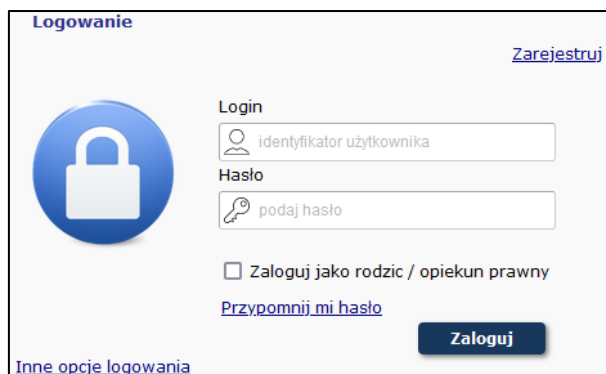 Logowanie
Zarejestruj
Login
identyfikator użytkownika
Hasło
podaj hasło
Zaloguj jako rodzic / opiekun prawny
Przypomnij mi hasło
Zaloguj
Inne opcje logowania